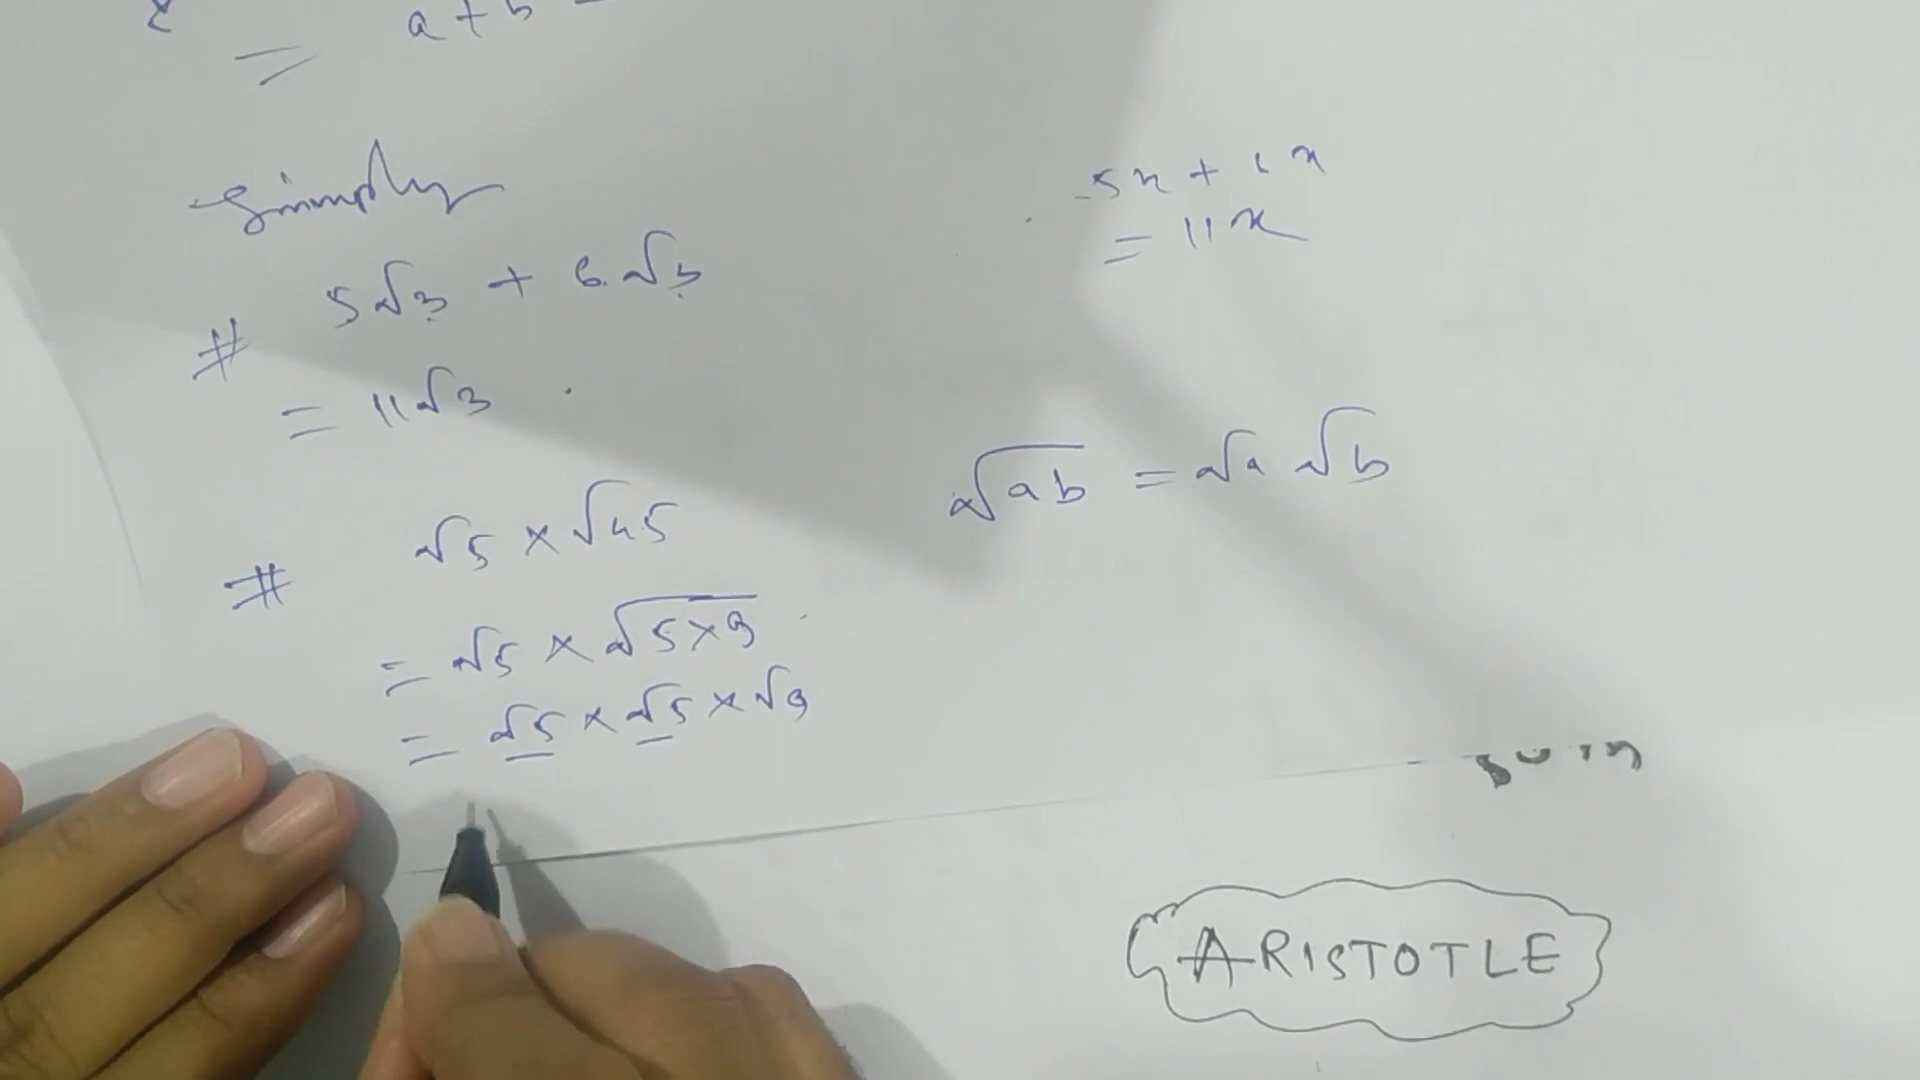 = a + b
Simply
5√3 + 6√3
5x + 6x
= 11x
#
= 11√3
√ab = √a √b
√5 × √45
#
= √5 × √5×9
= √5 × √5 × √9
ARISTOTLE